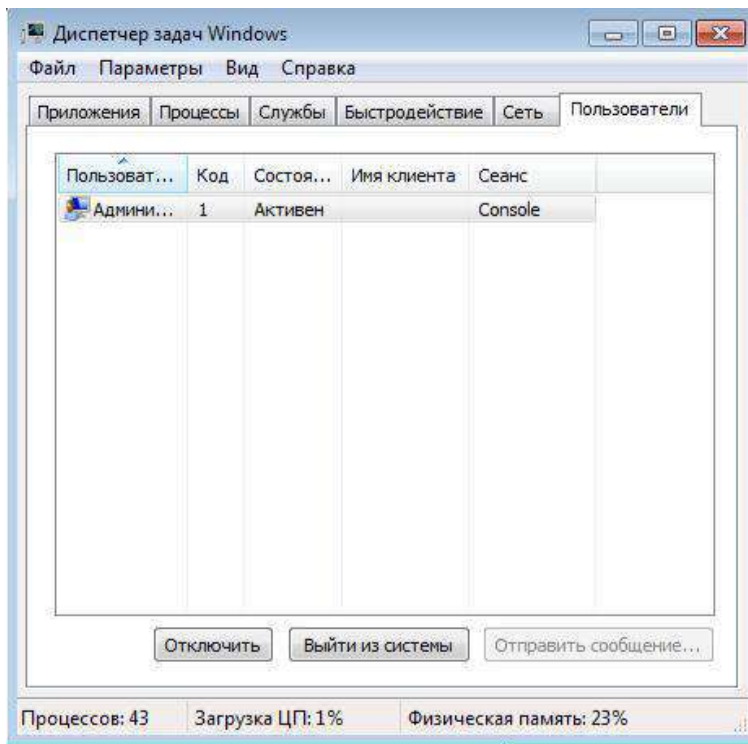 Диспетчер задач Windows
Файл Параметры Вид Справка
Приложения Процессы Службы Быстродействие Сеть Пользователи
Пользоват... Код Состоя... Имя клиента Сеанс
Админи... 1 Активен Console
Отключить Выйти из системы Отправить сообщение...
Процессов: 43 Загрузка ЦП: 1% Физическая память: 23%